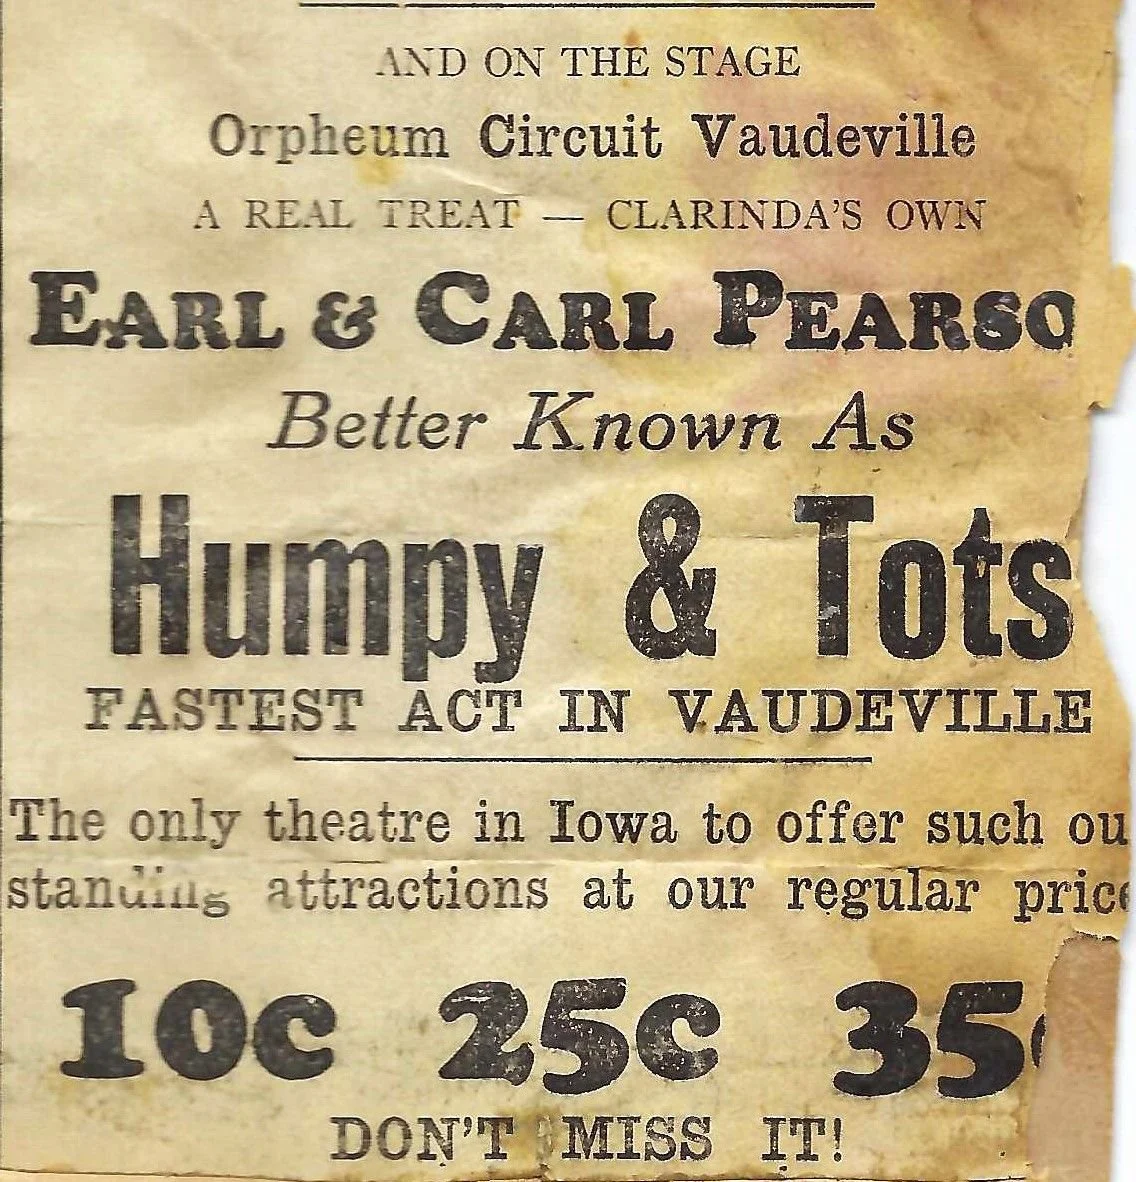 AND ON THE STAGE
Orpheum Circuit Vaudeville
A REAL TREAT — CLARINDA'S OWN
EARL & CARL PEARSO
Better Known As
Humpy & Tots
FASTEST ACT IN VAUDEVILLE
The only theatre in Iowa to offer such ou
standing attractions at our regular price
10c 25c 35c
DON'T MISS IT!